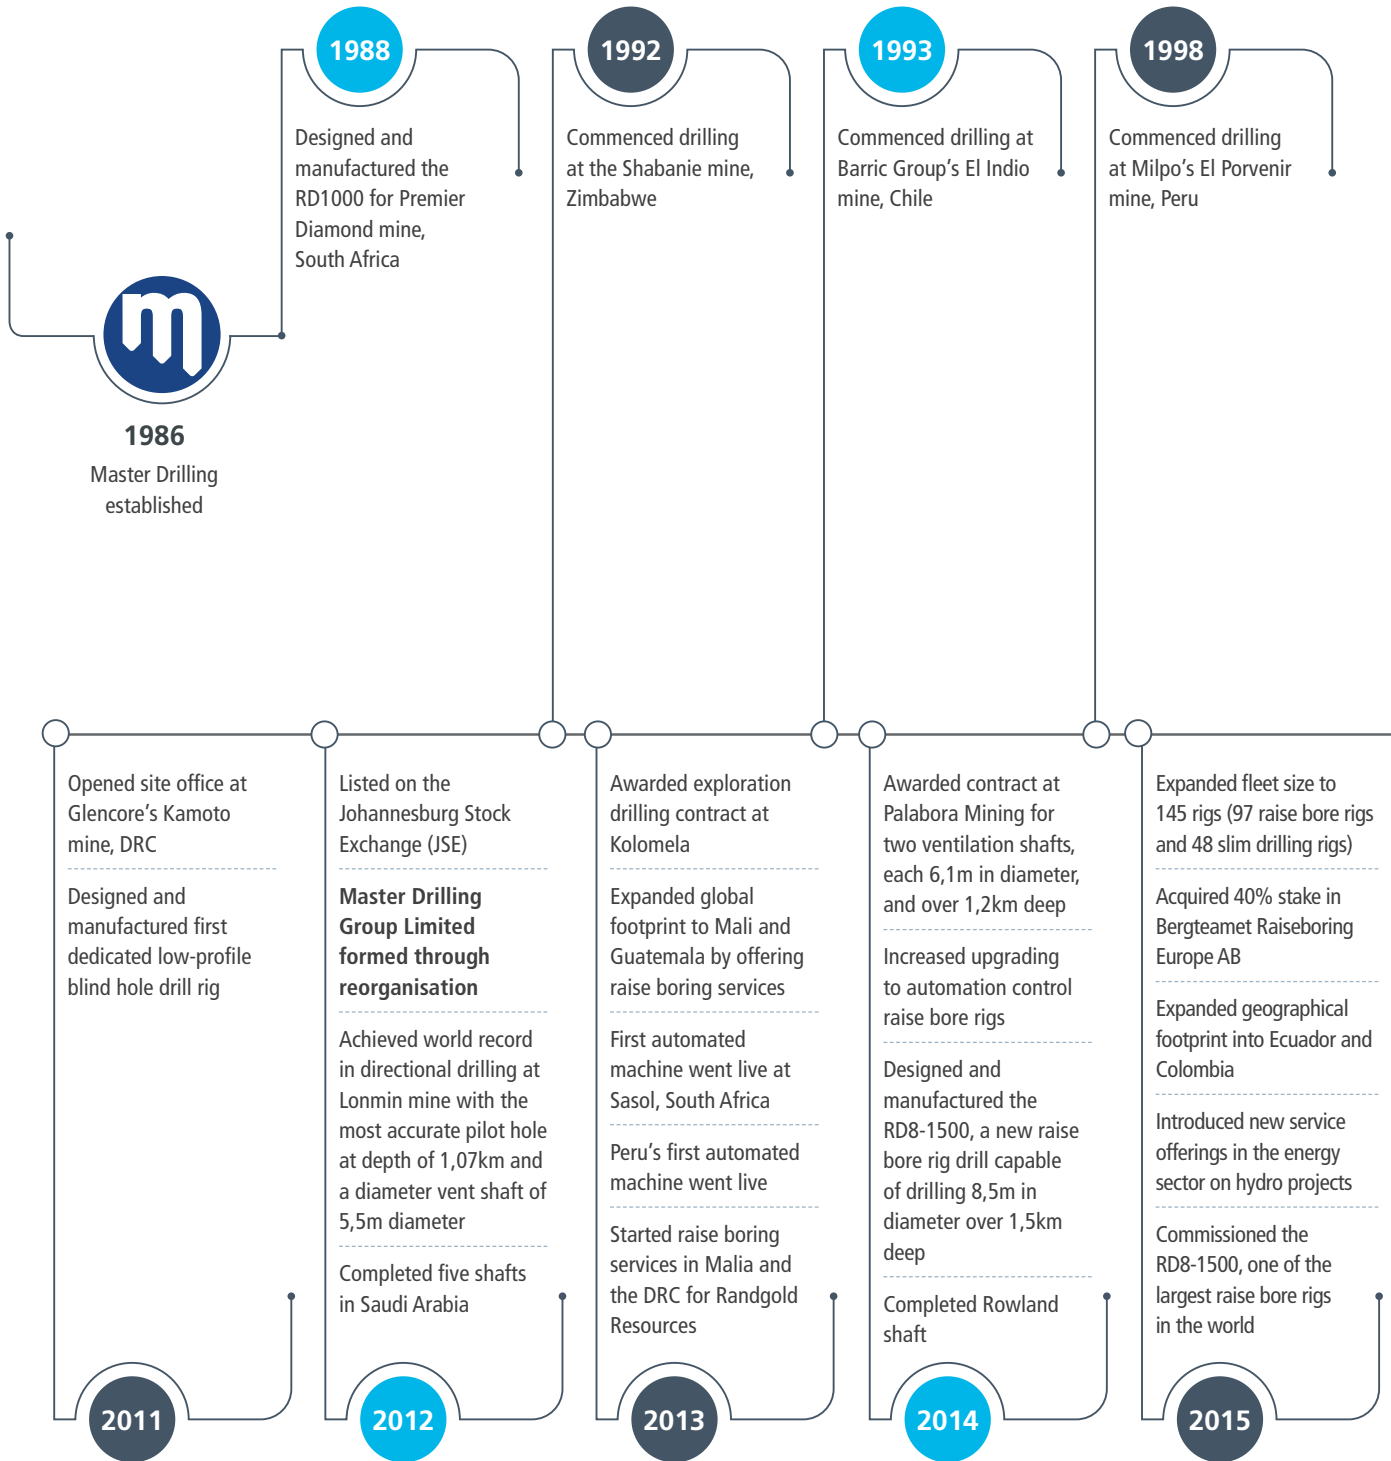 1988
Designed and
manufactured the
RD1000 for Premier
Diamond mine,
South Africa
1992
Commenced drilling
at the Shabanie mine,
Zimbabwe
1993
Commenced drilling at
Barric Group's El Indio
mine, Chile
1998
Commenced drilling
at Milpo's El Porvenir
mine, Peru
m
1986
Master Drilling
established
Opened site office at
Glencore's Kamoto
mine, DRC
Designed and
manufactured first
dedicated low-profile
blind hole drill rig
2011
Listed on the
Johannesburg Stock
Exchange (JSE)
Master Drilling
Group Limited
formed through
reorganisation
Achieved world record
in directional drilling at
Lonmin mine with the
most accurate pilot hole
at depth of 1,07km and
a diameter vent shaft of
5,5m diameter
Completed five shafts
in Saudi Arabia
2012
Awarded exploration
drilling contract at
Kolomela
Expanded global
footprint to Mali and
Guatemala by offering
raise boring services
First automated
machine went live at
Sasol, South Africa
Peru's first automated
machine went live
Started raise boring
services in Malia and
the DRC for Randgold
Resources
2013
Awarded contract at
Palabora Mining for
two ventilation shafts,
each 6,1m in diameter,
and over 1,2km deep
Increased upgrading
to automation control
raise bore rigs
Designed and
manufactured the
RD8-1500, a new raise
bore rig drill capable
of drilling 8,5m in
diameter over 1,5km
deep
Completed Rowland
shaft
2014
Expanded fleet size to
145 rigs (97 raise bore rigs
and 48 slim drilling rigs)
Acquired 40% stake in
Bergteamet Raiseboring
Europe AB
Expanded geographical
footprint into Ecuador and
Colombia
Introduced new service
offerings in the energy
sector on hydro projects
Commissioned the
RD8-1500, one of the
largest raise bore rigs
in the world
2015